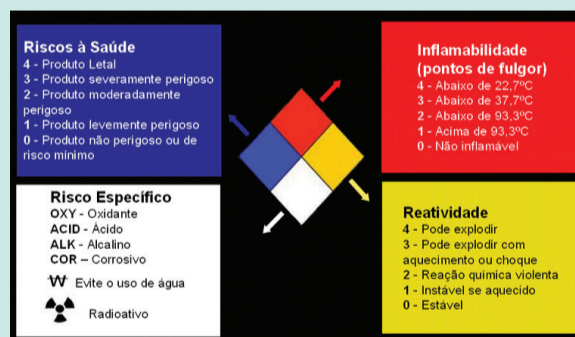 Riscos à Saúde
4 - Produto Letal
3 - Produto severamente perigoso
2 - Produto moderadamente
perigoso
1 - Produto levemente perigoso
0 - Produto não perigoso ou de
risco mínimo
Inflamabilidade
(pontos de fulgor)
4 - Abaixo de 22,7ºC
3 - Abaixo de 37,7ºC
2 - Abaixo de 93,3ºC
1 - Acima de 93,3ºC
0 - Não inflamável
Risco Específico
OXY - Oxidante
ACID - Ácido
ALK - Alcalino
COR – Corrosivo
W Evite o uso de água
Radioativo
Reatividade
4 - Pode explodir
3 - Pode explodir com
aquecimento ou choque
2 - Reação química violenta
1 - Instável se aquecido
0 - Estável